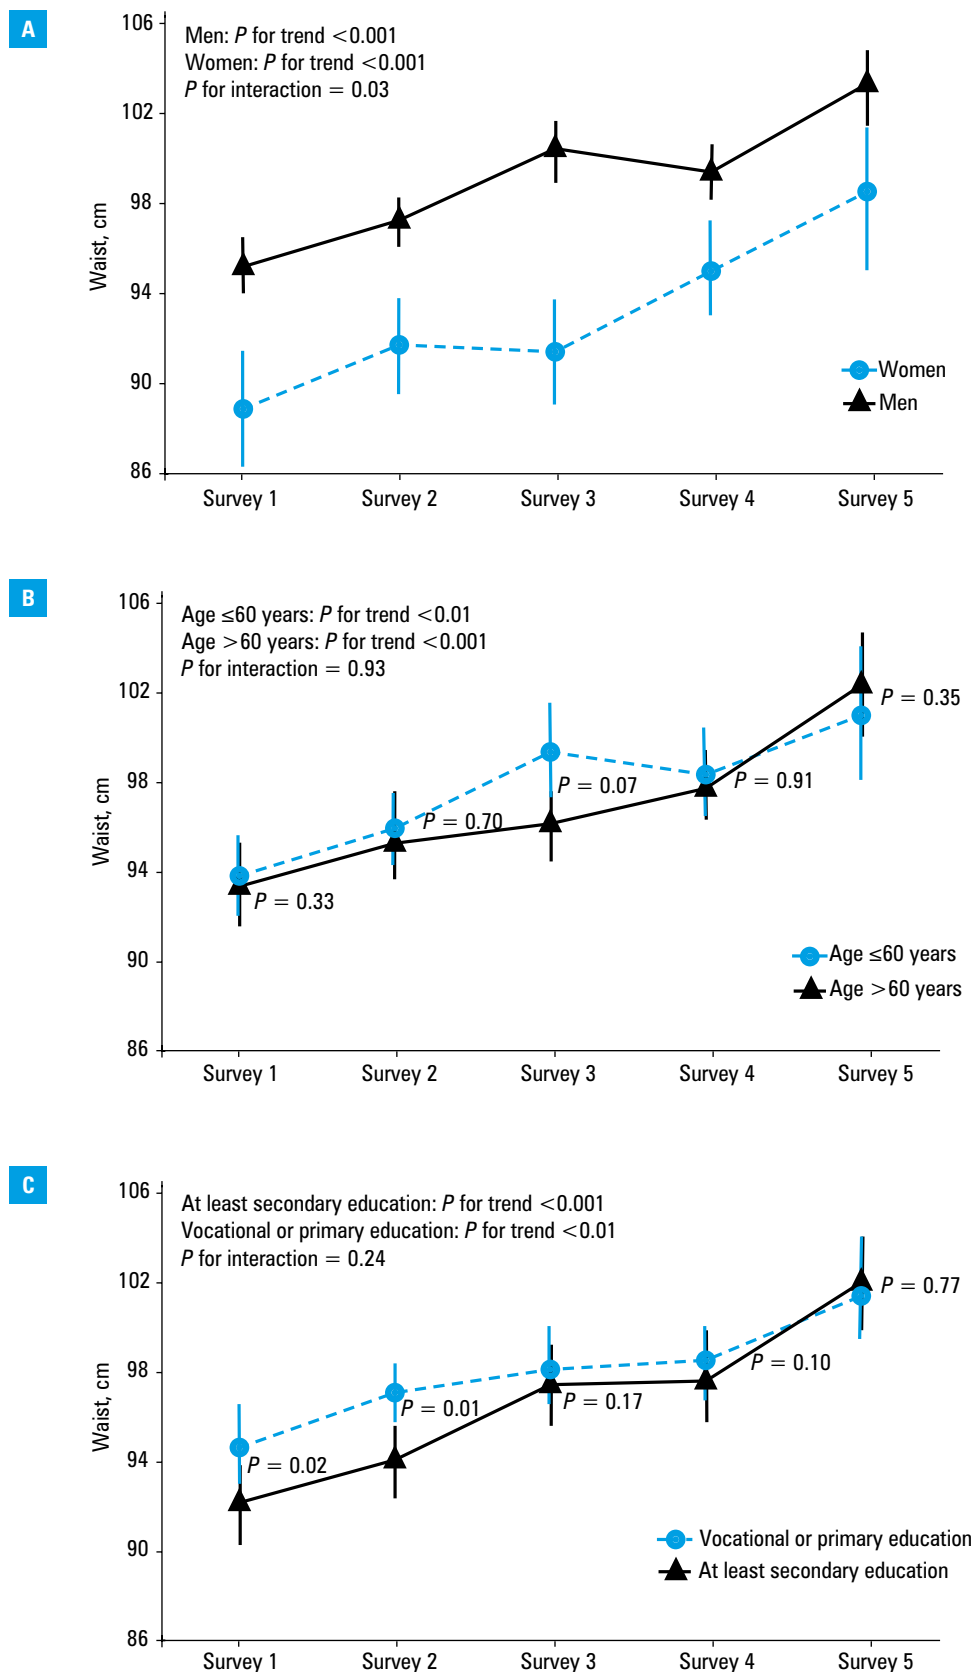 A
Men: P for trend <0.001
Women: P for trend <0.001
P for interaction = 0.03
106
102
98
94
90
86
Waist, cm
Women
Men
Survey 1
Survey 2
Survey 3
Survey 4
Survey 5
B
Age ≤60 years: P for trend <0.01
Age >60 years: P for trend <0.001
P for interaction = 0.93
106
102
98
94
90
86
Waist, cm
P = 0.33
P = 0.70
P = 0.07
P = 0.91
P = 0.35
Age ≤60 years
Age >60 years
Survey 1
Survey 2
Survey 3
Survey 4
Survey 5
C
At least secondary education: P for trend <0.001
Vocational or primary education: P for trend <0.01
P for interaction = 0.24
106
102
98
94
90
86
Waist, cm
P = 0.02
P = 0.01
P = 0.17
P = 0.10
P = 0.77
Vocational or primary education
At least secondary education
Survey 1
Survey 2
Survey 3
Survey 4
Survey 5